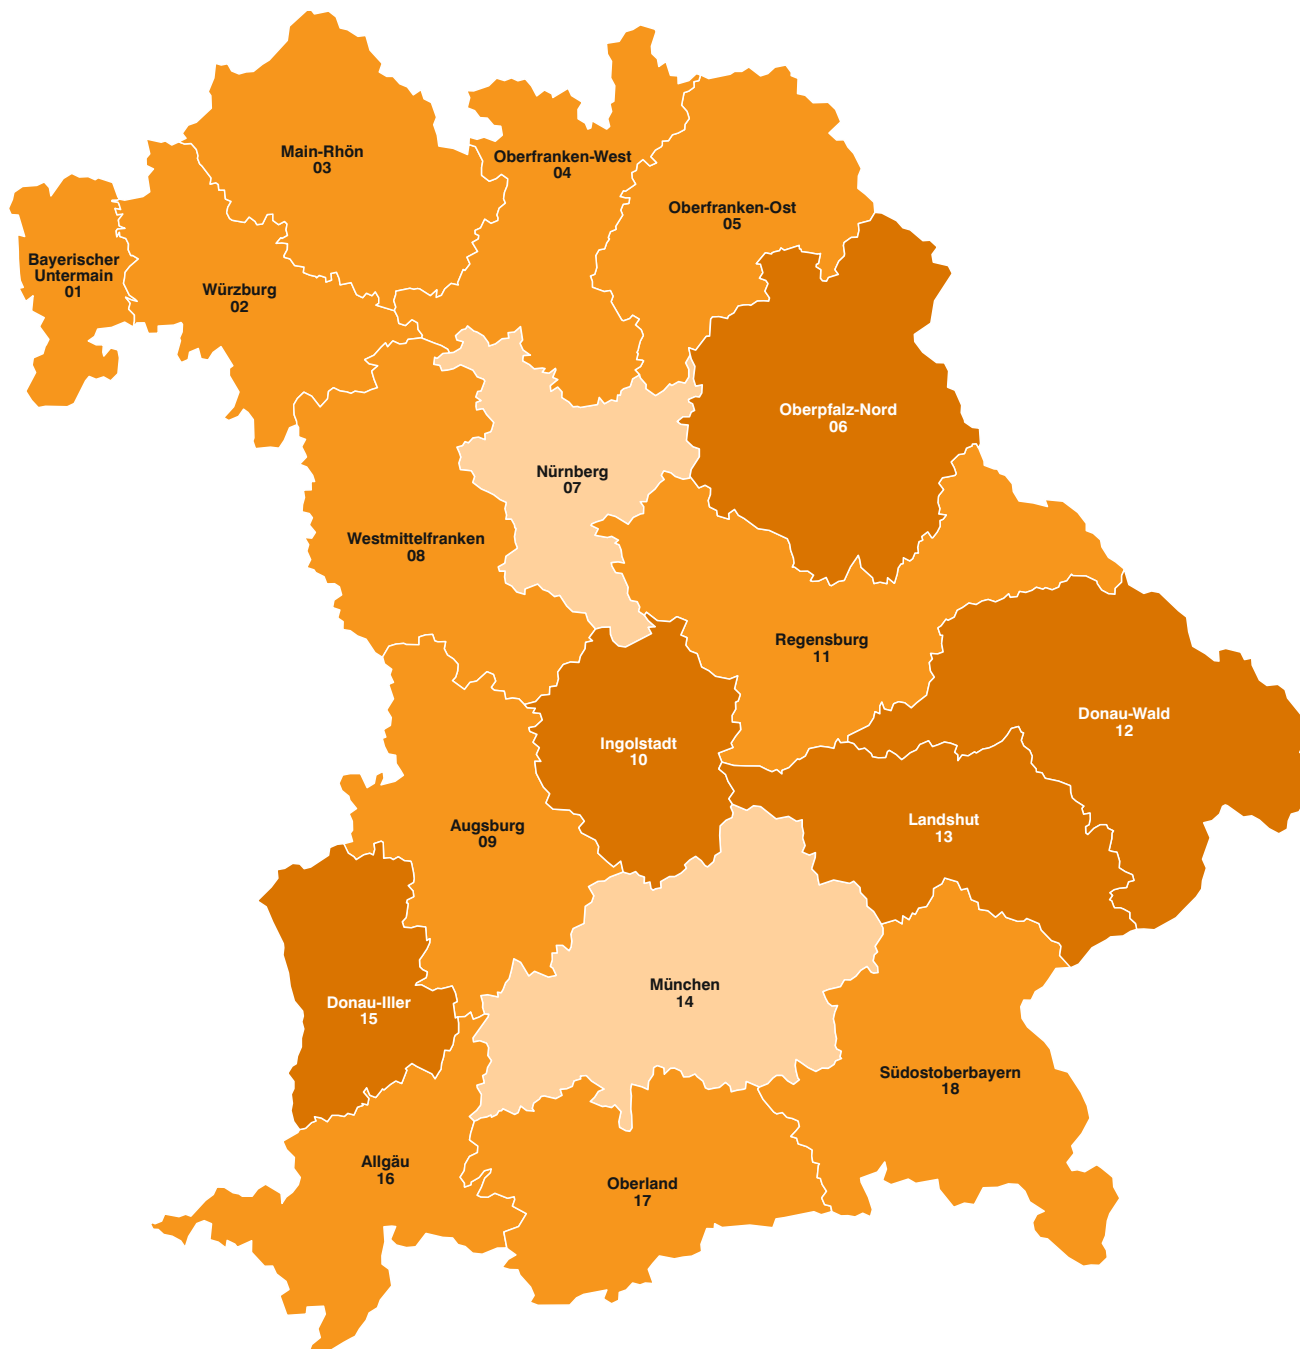 Main-Rhön
03
Oberfranken-West
04
Oberfranken-Ost
05
Bayerischer
Untermain
01
Würzburg
02
Oberpfalz-Nord
06
Nürnberg
07
Westmittelfranken
08
Regensburg
11
Donau-Wald
12
Ingolstadt
10
Landshut
13
Augsburg
09
München
14
Donau-Iller
15
Südostoberbayern
18
Allgäu
16
Oberland
17